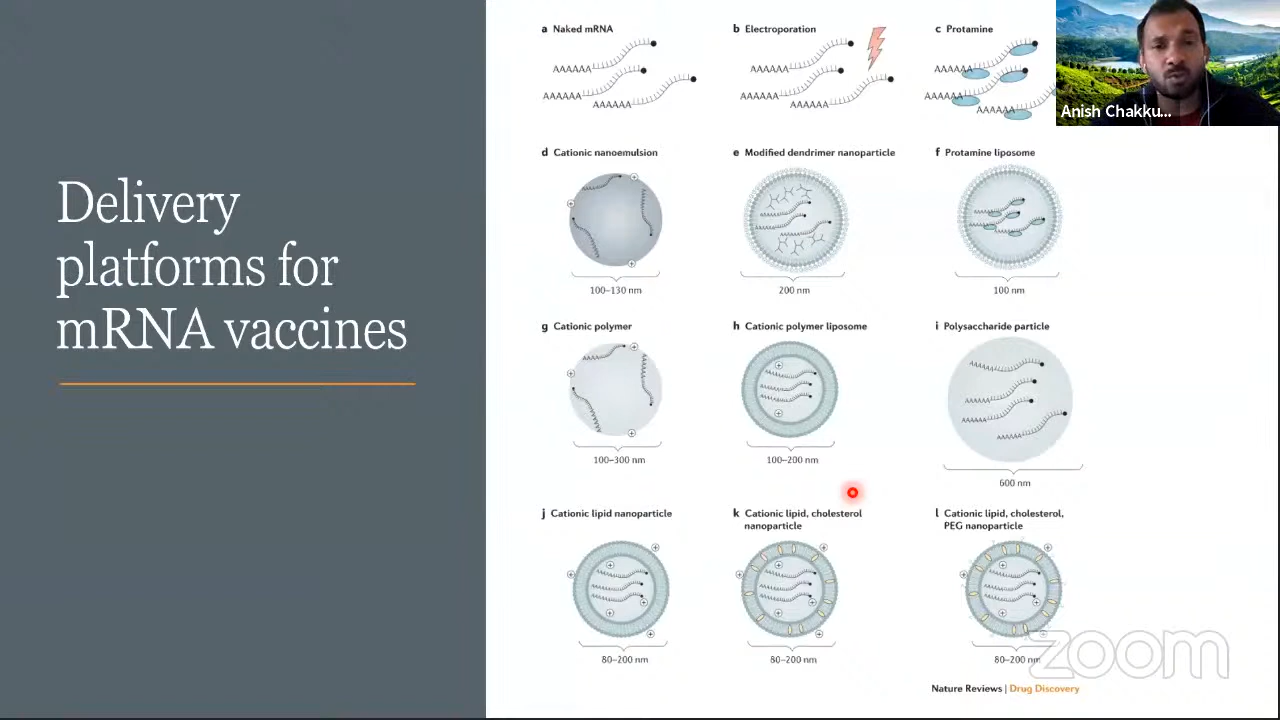 Delivery
platforms for
mRNA vaccines
a Naked mRNA
b Electroporation
c Protamine
AAAAAA
AAAAAA
AAAAAA
AAAAAA
AAAAAA
AAAAAA
AAAAAA
AAAAAA
AAAAAA
Anish Chakku...
d Cationic nanoemulsion
e Modified dendrimer nanoparticle
f Protamine liposome
100–130 nm
200 nm
100 nm
g Cationic polymer
h Cationic polymer liposome
i Polysaccharide particle
100–300 nm
100–200 nm
600 nm
j Cationic lipid nanoparticle
k Cationic lipid, cholesterol
nanoparticle
l Cationic lipid, cholesterol,
PEG nanoparticle
80–200 nm
80–200 nm
80–200 nm
zoom
Nature Reviews | Drug Discovery